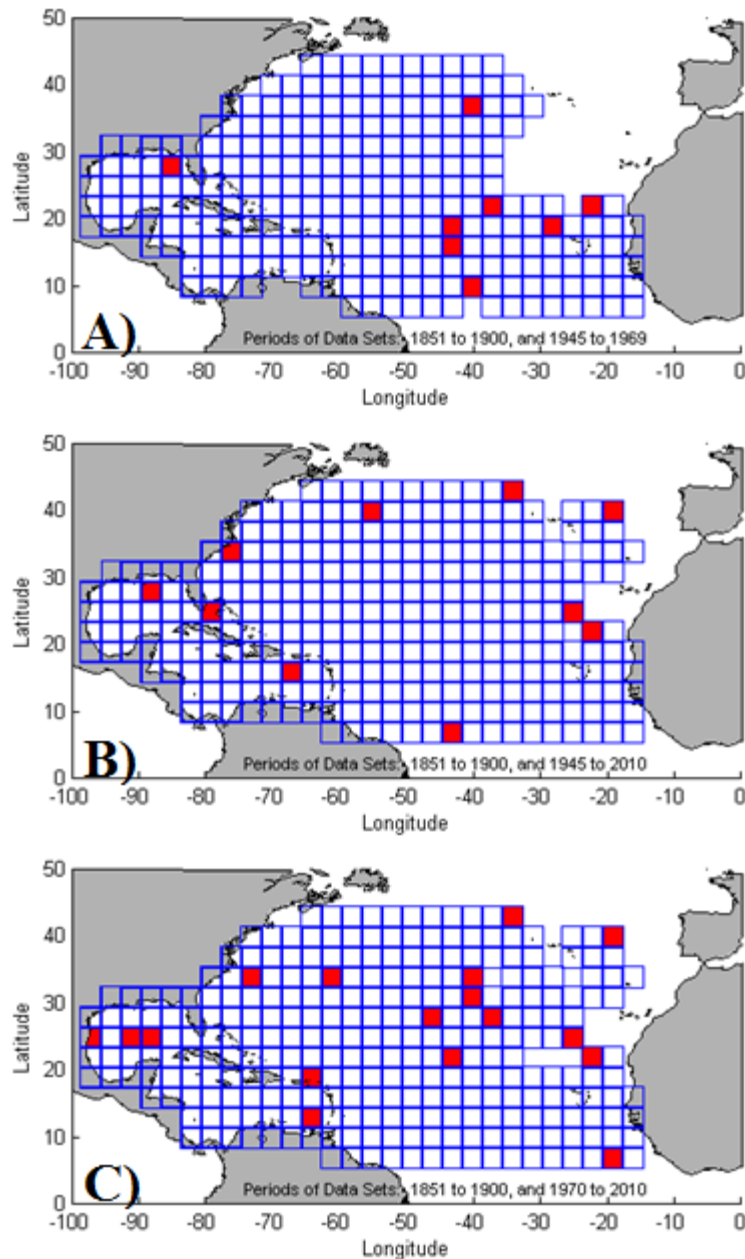 50
40
30
20
10
0
Latitude
A)
Periods of Data Sets: 1851 to 1900, and 1945 to 1969
-100 -90 -80 -70 -60 -50 -40 -30 -20 -10 0
Longitude
50
40
30
20
10
0
Latitude
B)
Periods of Data Sets: 1851 to 1900, and 1945 to 2010
-100 -90 -80 -70 -60 -50 -40 -30 -20 -10 0
Longitude
50
40
30
20
10
0
Latitude
C)
Periods of Data Sets: 1851 to 1900, and 1970 to 2010
-100 -90 -80 -70 -60 -50 -40 -30 -20 -10 0
Longitude